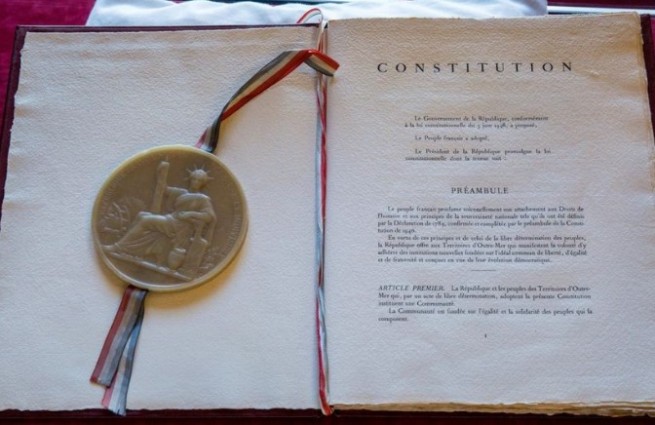 CONSTITUTION
Le Gouvernement de la République, conformément
à la loi constitutionnelle du 3 juin 1958, a proposé,
Le Peuple français a adopté,
Le Président de la République promulgue la loi
constitutionnelle dont la teneur suit :
PRÉAMBULE
Le peuple français proclame solennellement son attachement aux Droits de
l'Homme et aux principes de la souveraineté nationale tels qu'ils ont été définis
par la Déclaration de 1789, confirmée et complétée par le préambule de la Consti-
tution de 1946.
En vertu de ces principes et de celui de la libre détermination des peuples,
la République offre aux Territoires d'Outre-Mer qui manifestent la volonté d'y
adhérer des institutions nouvelles fondées sur l'idéal commun de liberté, d'égalité
et de fraternité et conçues en vue de leur évolution démocratique.
ARTICLE PREMIER. La République et les peuples des Territoires d'Outre-
Mer qui, par un acte de libre détermination, adoptent la présente Constitution
instituent une Communauté.
La Communauté est fondée sur l'égalité et la solidarité des peuples qui la
composent.